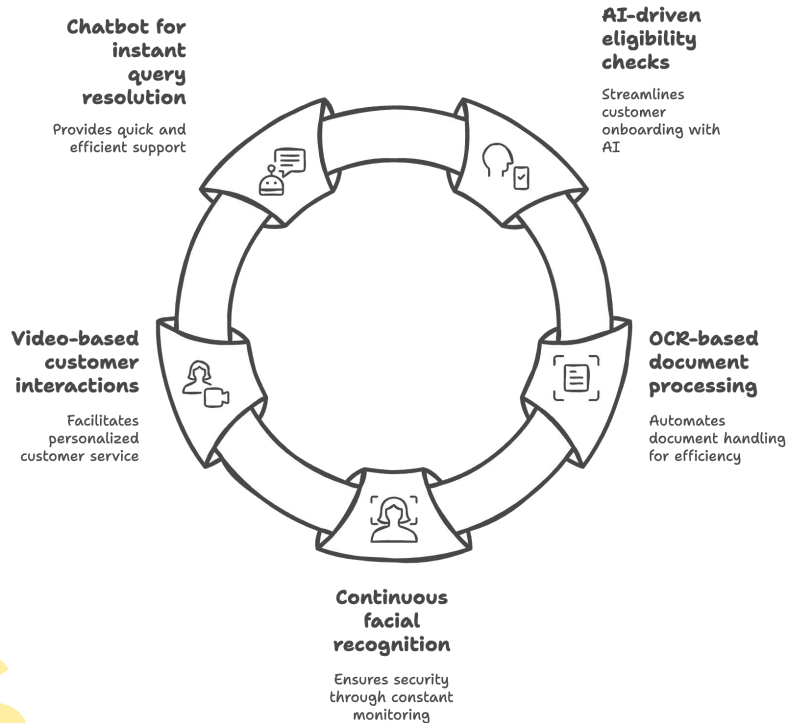 Chatbot for
instant
query
resolution
Provides quick and
efficient support
AI-driven
eligibility
checks
Streamlines
customer
onboarding with
AI
Video-based
customer
interactions
Facilitates
personalized
customer service
OCR-based
document
processing
Automates
document handling
for efficiency
Continuous
facial
recognition
Ensures security
through constant
monitoring